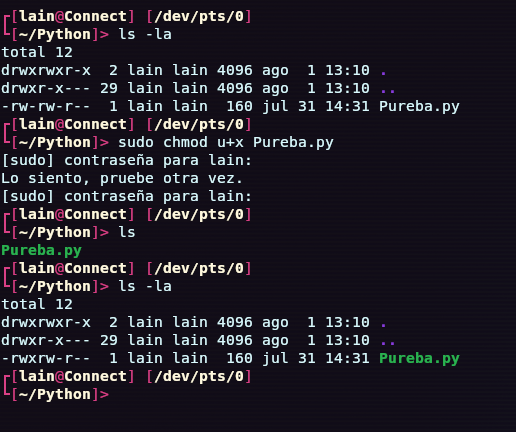 ┌[lain@Connect] [/dev/pts/0]
└[~/Python]> ls -la
total 12
drwxrwxr-x  2 lain lain 4096 ago  1 13:10 .
drwxr-x--- 29 lain lain 4096 ago  1 13:10 ..
-rw-rw-r--  1 lain lain  160 jul 31 14:31 Pureba.py
┌[lain@Connect] [/dev/pts/0]
└[~/Python]> sudo chmod u+x Pureba.py
[sudo] contraseña para lain:
Lo siento, pruebe otra vez.
[sudo] contraseña para lain:
┌[lain@Connect] [/dev/pts/0]
└[~/Python]> ls
Pureba.py
┌[lain@Connect] [/dev/pts/0]
└[~/Python]> ls -la
total 12
drwxrwxr-x  2 lain lain 4096 ago  1 13:10 .
drwxr-x--- 29 lain lain 4096 ago  1 13:10 ..
-rwxrw-r--  1 lain lain  160 jul 31 14:31 Pureba.py
┌[lain@Connect] [/dev/pts/0]
└[~/Python]>